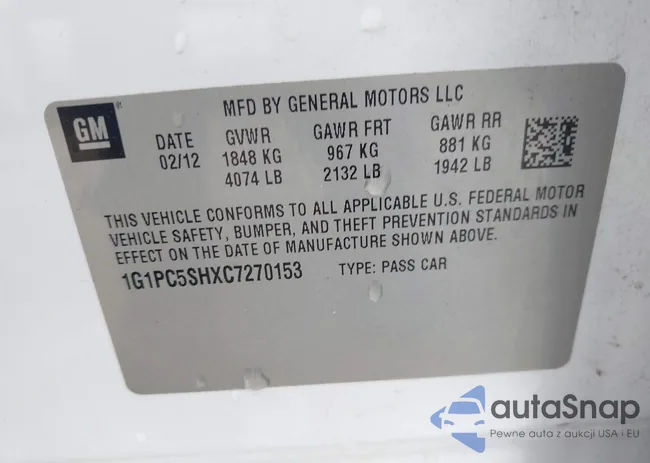 MFD BY GENERAL MOTORS LLC
GM
DATE GVWR GAWR FRT GAWR RR
02/12 1848 KG 967 KG 881 KG
4074 LB 2132 LB 1942 LB
THIS VEHICLE CONFORMS TO ALL APPLICABLE U.S. FEDERAL MOTOR
VEHICLE SAFETY, BUMPER, AND THEFT PREVENTION STANDARDS IN
EFFECT ON THE DATE OF MANUFACTURE SHOWN ABOVE.
1G1PC5SHXC7270153 TYPE: PASS CAR
autaSnap
Pewne auta z aukcji USA i EU